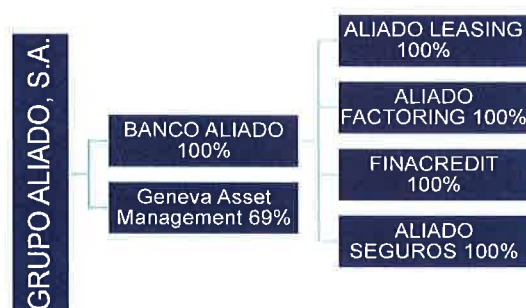 GRUPO ALIADO, S.A.
BANCO ALIADO
100%
Geneva Asset
Management 69%
ALIADO LEASING
100%
ALIADO
FACTORING 100%
FINACREDIT
100%
ALIADO
SEGUROS 100%